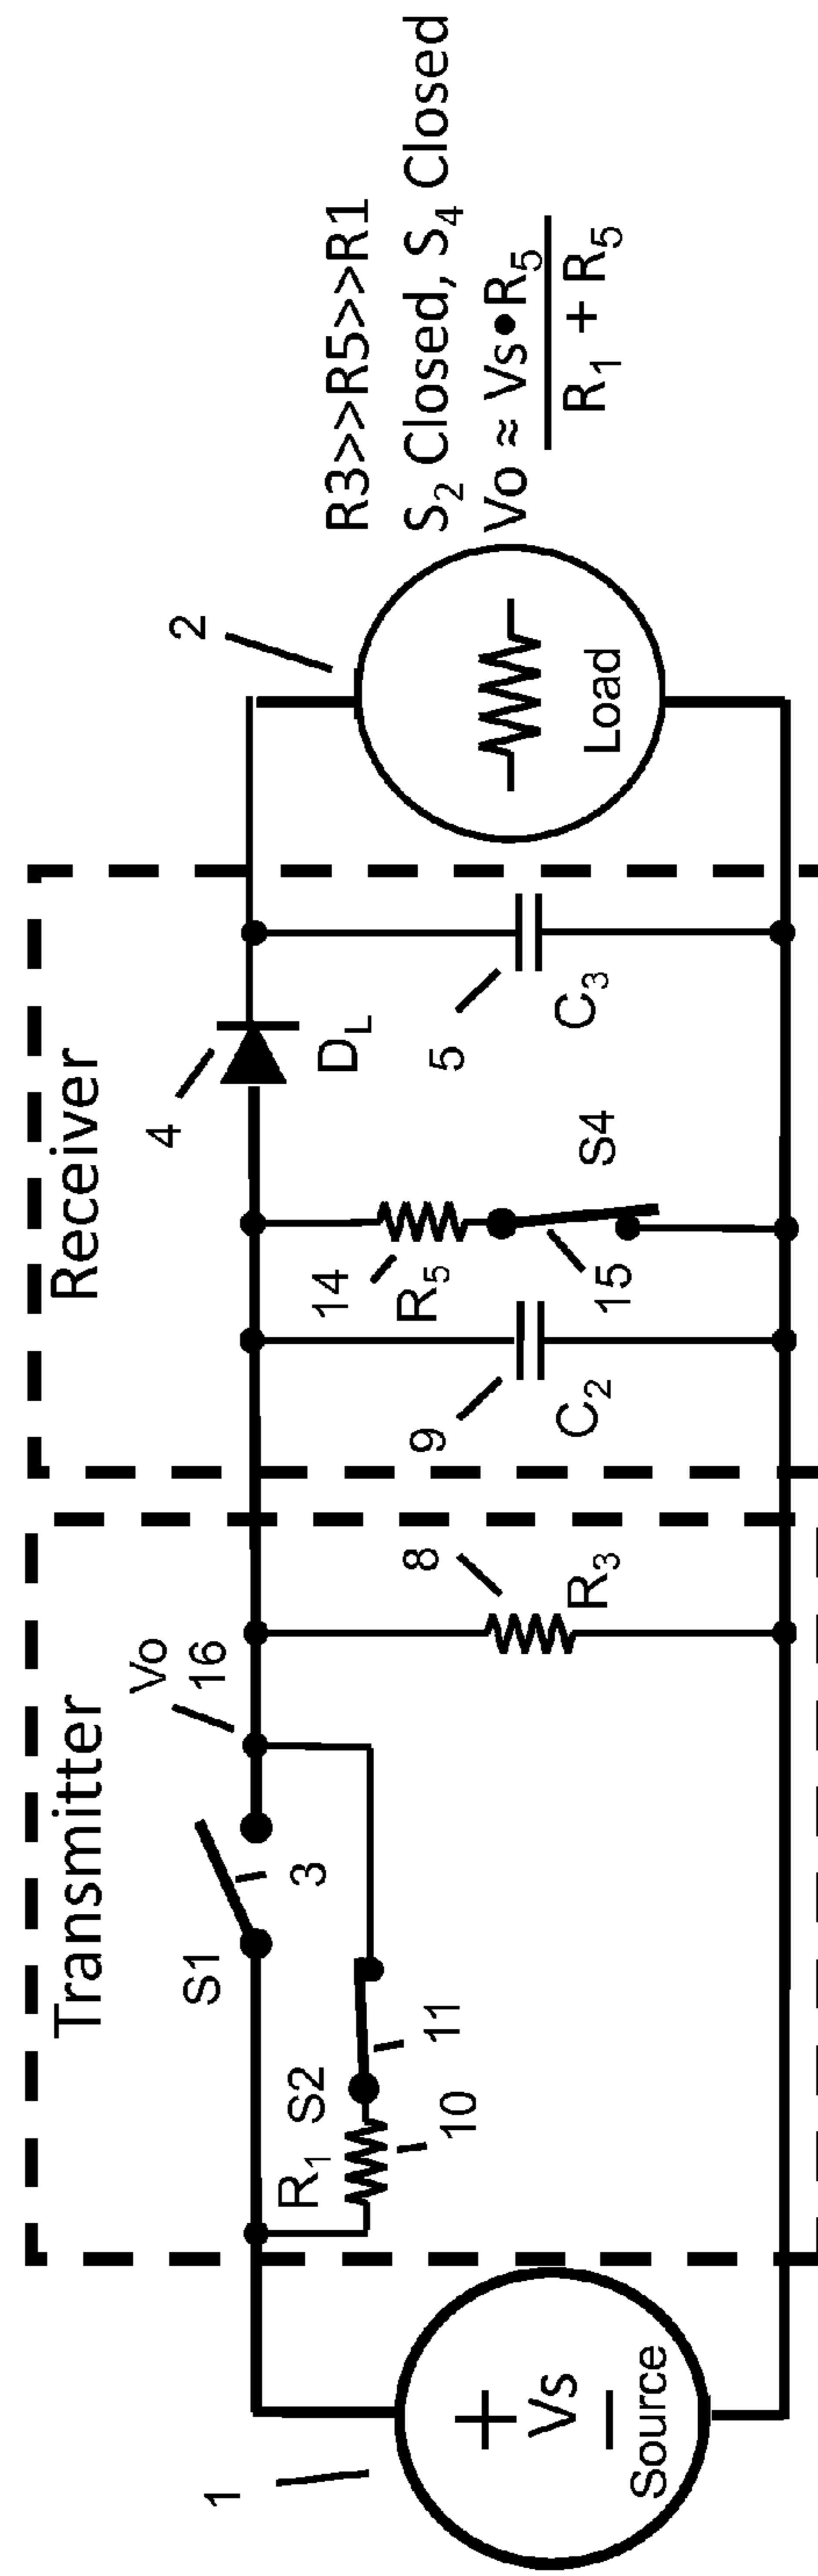 Transmitter
Receiver
Vo
16
S1
3
R₁
S2
10
11
8
R₃
9
C₂
14
R₅
15
S4
4
D_L
5
C₃
1
+
Vs
−
Source
2
Load
R3>>R5>>R1
S₂ Closed, S₄ Closed
Vo ≈ Vs•R₅
R₁ + R₅